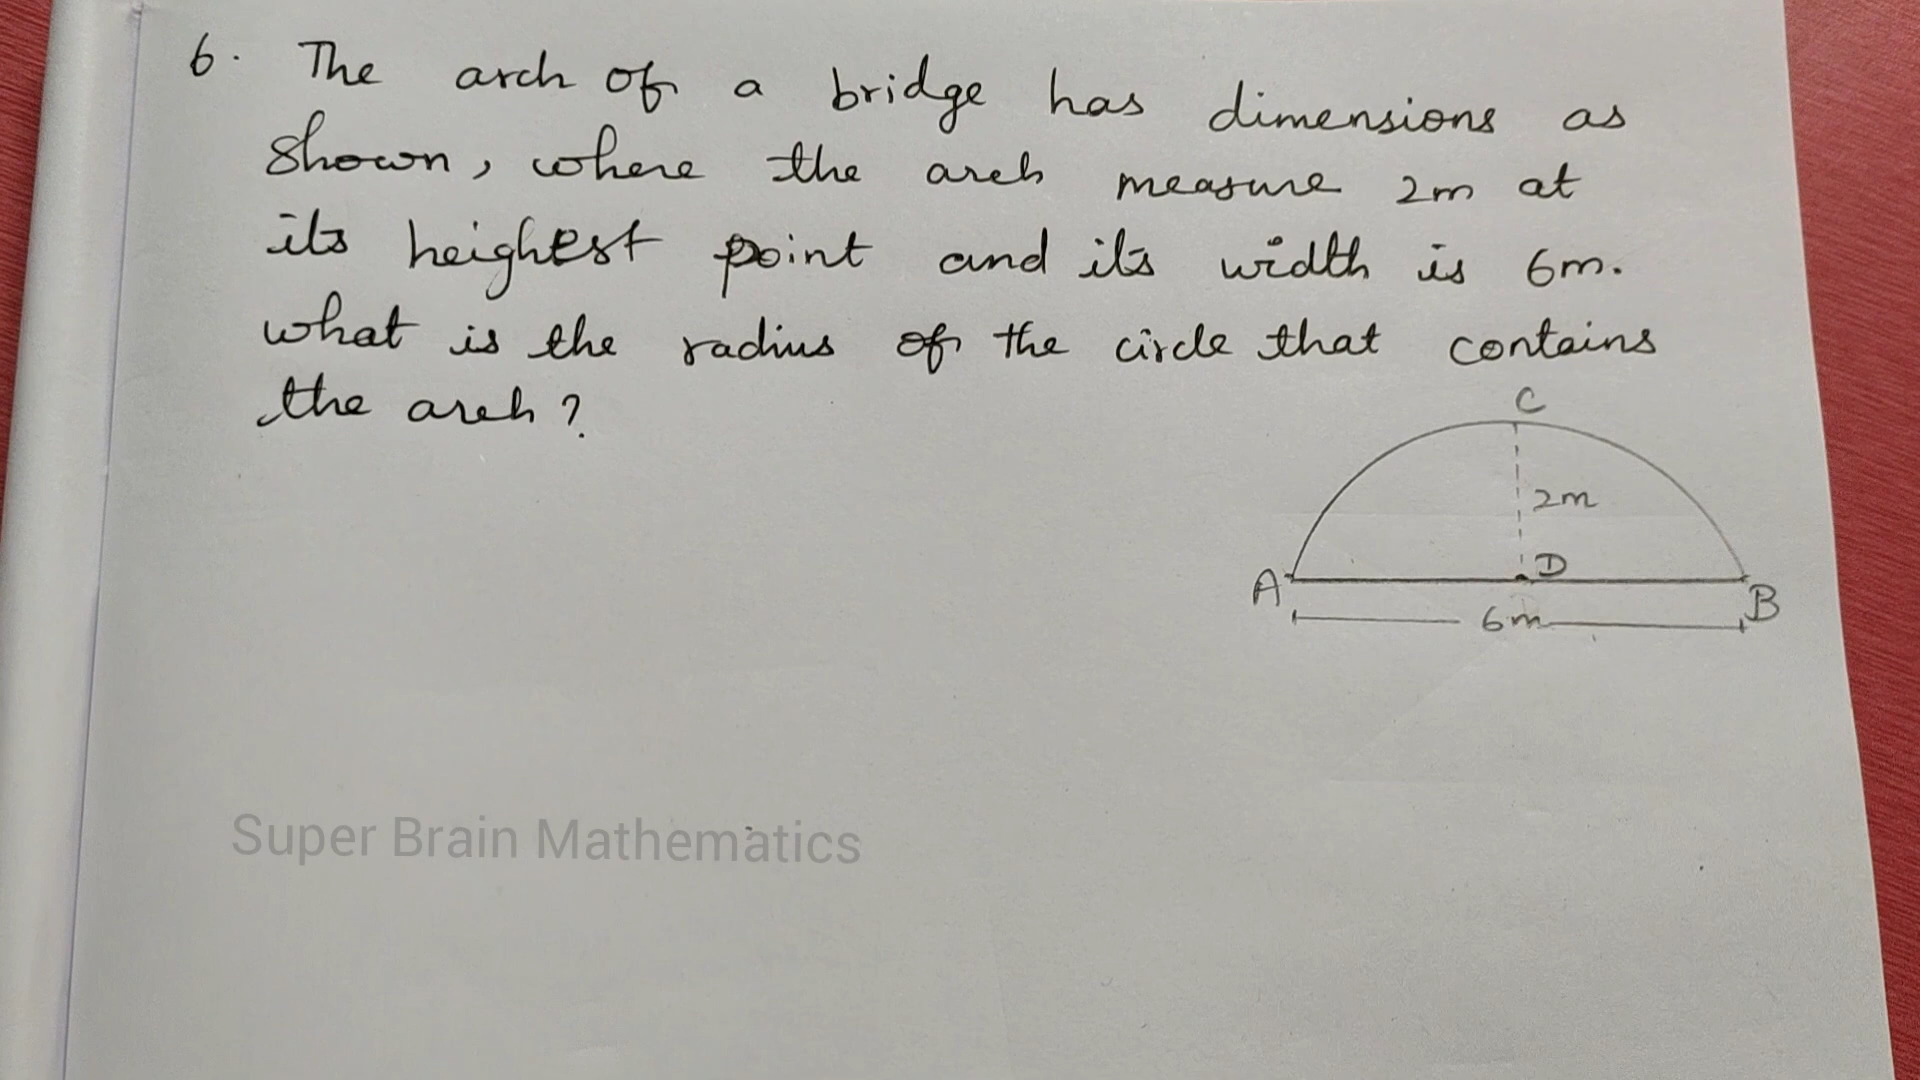 6. The arch of a bridge has dimensions as
shown, where the arch measure 2m at
its heighest point and its width is 6m.
what is the radius of the circle that contains
the arch?
C
2m
D
A
B
6m
Super Brain Mathematics